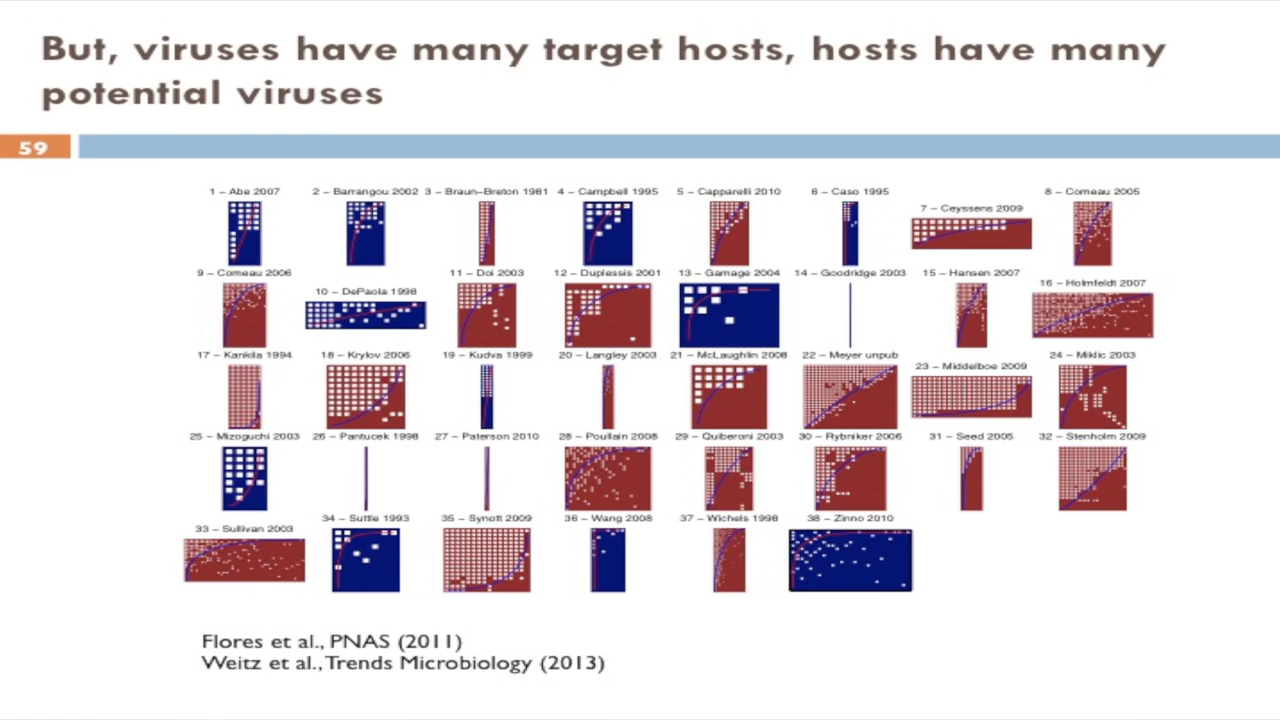 But, viruses have many target hosts, hosts have many
potential viruses
59
1 – Abe 2007
2 – Barrangou 2002
3 – Braun–Breton 1981
4 – Campbell 1995
5 – Capparelli 2010
6 – Caso 1995
7 – Ceyssens 2009
8 – Comeau 2005
9 – Comeau 2006
10 – DePaola 1998
11 – Doi 2003
12 – Duplessis 2001
13 – Gamage 2004
14 – Goodridge 2003
15 – Hansen 2007
16 – Holmfeldt 2007
17 – Kankila 1994
18 – Krylov 2006
19 – Kudva 1999
20 – Langley 2003
21 – McLaughlin 2008
22 – Meyer unpub
23 – Middelboe 2009
24 – Miklic 2003
25 – Mizoguchi 2003
26 – Pantucek 1998
27 – Paterson 2010
28 – Poullain 2008
29 – Quiberoni 2003
30 – Rybniker 2006
31 – Seed 2005
32 – Stenholm 2009
33 – Sullivan 2003
34 – Suttle 1993
35 – Synott 2009
36 – Wang 2008
37 – Wichels 1998
38 – Zinno 2010
Flores et al., PNAS (2011)
Weitz et al., Trends Microbiology (2013)